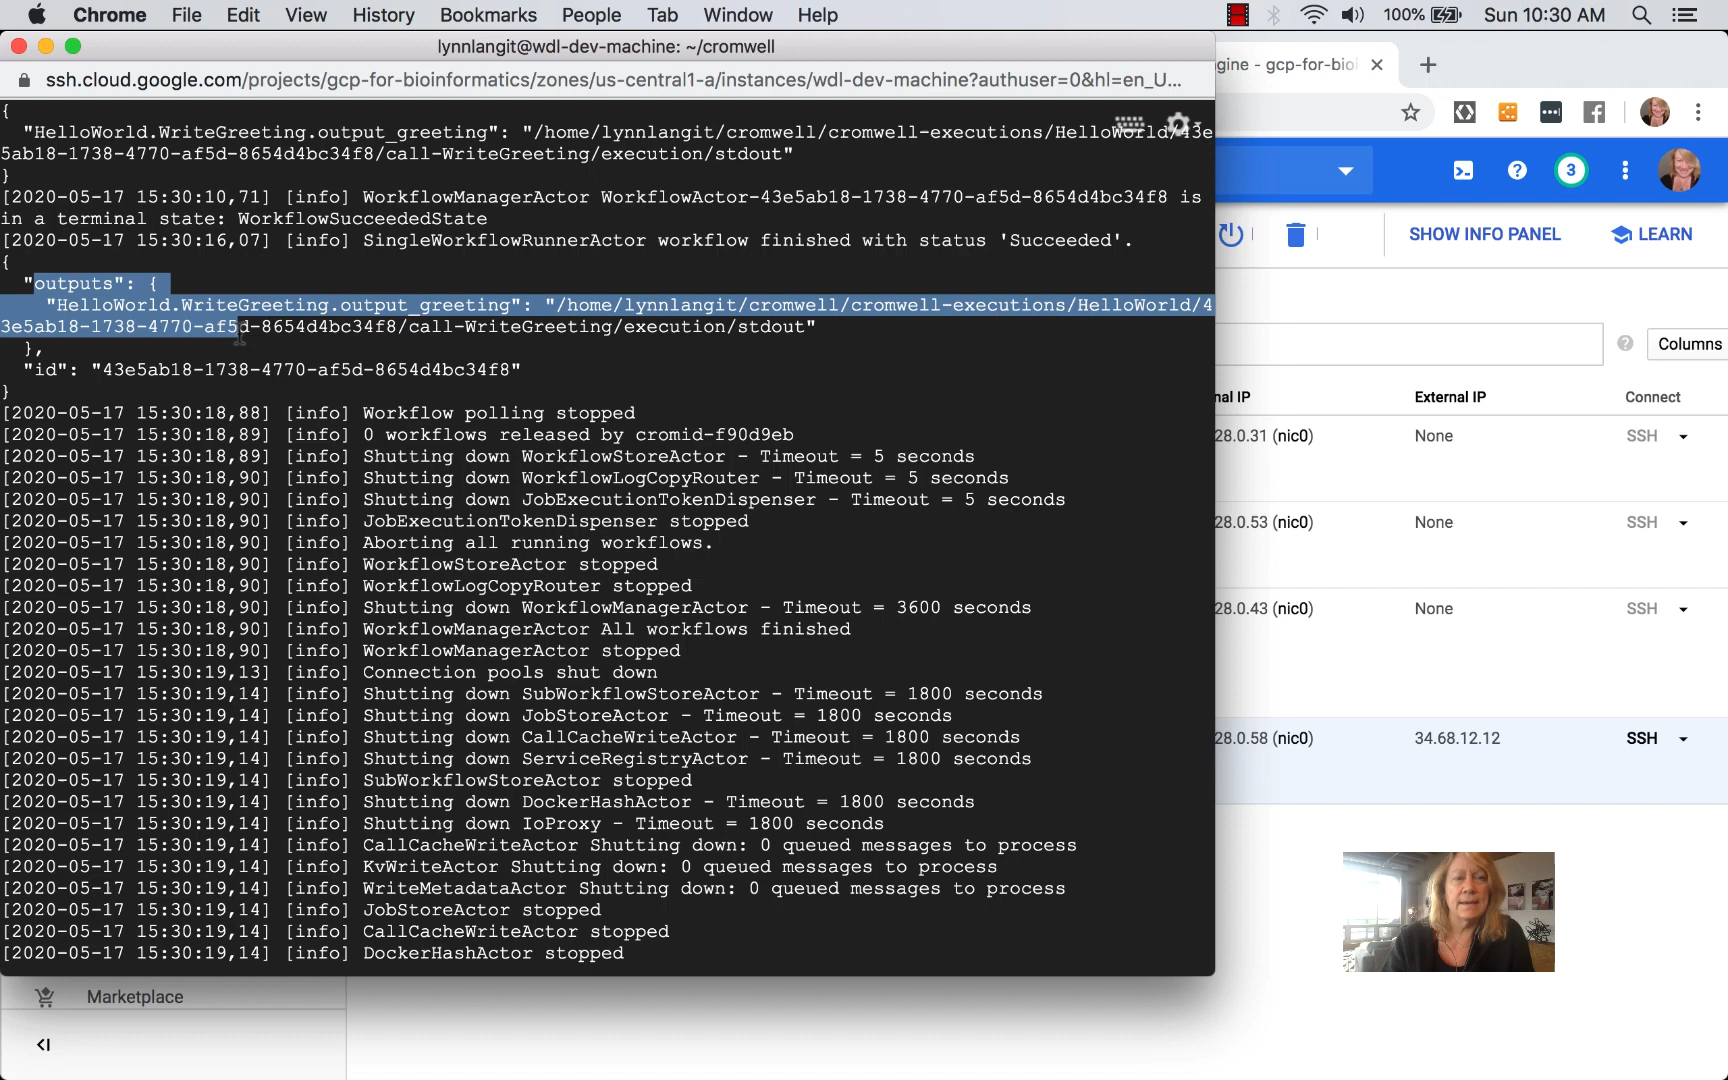 Chrome File Edit View History Bookmarks People Tab Window Help 100% Sun 10:30 AM
lynnlangit@wdl-dev-machine: ~/cromwell
ssh.cloud.google.com/projects/gcp-for-bioinformatics/zones/us-central1-a/instances/wdl-dev-machine?authuser=0&hl=en_U...
gine - gcp-for-bioi
{
"HelloWorld.WriteGreeting.output_greeting": "/home/lynnlangit/cromwell/cromwell-executions/HelloWorld/43e
5ab18-1738-4770-af5d-8654d4bc34f8/call-WriteGreeting/execution/stdout"
}
[2020-05-17 15:30:10,71] [info] WorkflowManagerActor WorkflowActor-43e5ab18-1738-4770-af5d-8654d4bc34f8 is
in a terminal state: WorkflowSucceededState
[2020-05-17 15:30:16,07] [info] SingleWorkflowRunnerActor workflow finished with status 'Succeeded'.
{
"outputs": {
"HelloWorld.WriteGreeting.output_greeting": "/home/lynnlangit/cromwell/cromwell-executions/HelloWorld/4
3e5ab18-1738-4770-af5d-8654d4bc34f8/call-WriteGreeting/execution/stdout"
},
"id": "43e5ab18-1738-4770-af5d-8654d4bc34f8"
}
[2020-05-17 15:30:18,88] [info] Workflow polling stopped
[2020-05-17 15:30:18,89] [info] 0 workflows released by cromid-f90d9eb
[2020-05-17 15:30:18,89] [info] Shutting down WorkflowStoreActor - Timeout = 5 seconds
[2020-05-17 15:30:18,90] [info] Shutting down WorkflowLogCopyRouter - Timeout = 5 seconds
[2020-05-17 15:30:18,90] [info] Shutting down JobExecutionTokenDispenser - Timeout = 5 seconds
[2020-05-17 15:30:18,90] [info] JobExecutionTokenDispenser stopped
[2020-05-17 15:30:18,90] [info] Aborting all running workflows.
[2020-05-17 15:30:18,90] [info] WorkflowStoreActor stopped
[2020-05-17 15:30:18,90] [info] WorkflowLogCopyRouter stopped
[2020-05-17 15:30:18,90] [info] Shutting down WorkflowManagerActor - Timeout = 3600 seconds
[2020-05-17 15:30:18,90] [info] WorkflowManagerActor All workflows finished
[2020-05-17 15:30:18,90] [info] WorkflowManagerActor stopped
[2020-05-17 15:30:19,13] [info] Connection pools shut down
[2020-05-17 15:30:19,14] [info] Shutting down SubWorkflowStoreActor - Timeout = 1800 seconds
[2020-05-17 15:30:19,14] [info] Shutting down JobStoreActor - Timeout = 1800 seconds
[2020-05-17 15:30:19,14] [info] Shutting down CallCacheWriteActor - Timeout = 1800 seconds
[2020-05-17 15:30:19,14] [info] Shutting down ServiceRegistryActor - Timeout = 1800 seconds
[2020-05-17 15:30:19,14] [info] SubWorkflowStoreActor stopped
[2020-05-17 15:30:19,14] [info] Shutting down DockerHashActor - Timeout = 1800 seconds
[2020-05-17 15:30:19,14] [info] Shutting down IoProxy - Timeout = 1800 seconds
[2020-05-17 15:30:19,14] [info] CallCacheWriteActor Shutting down: 0 queued messages to process
[2020-05-17 15:30:19,14] [info] KvWriteActor Shutting down: 0 queued messages to process
[2020-05-17 15:30:19,14] [info] WriteMetadataActor Shutting down: 0 queued messages to process
[2020-05-17 15:30:19,14] [info] JobStoreActor stopped
[2020-05-17 15:30:19,14] [info] CallCacheWriteActor stopped
[2020-05-17 15:30:19,14] [info] DockerHashActor stopped
3
SHOW INFO PANEL LEARN
Columns
nal IP External IP Connect
28.0.31 (nic0) None SSH
28.0.53 (nic0) None SSH
28.0.43 (nic0) None SSH
28.0.58 (nic0) 34.68.12.12 SSH
Marketplace